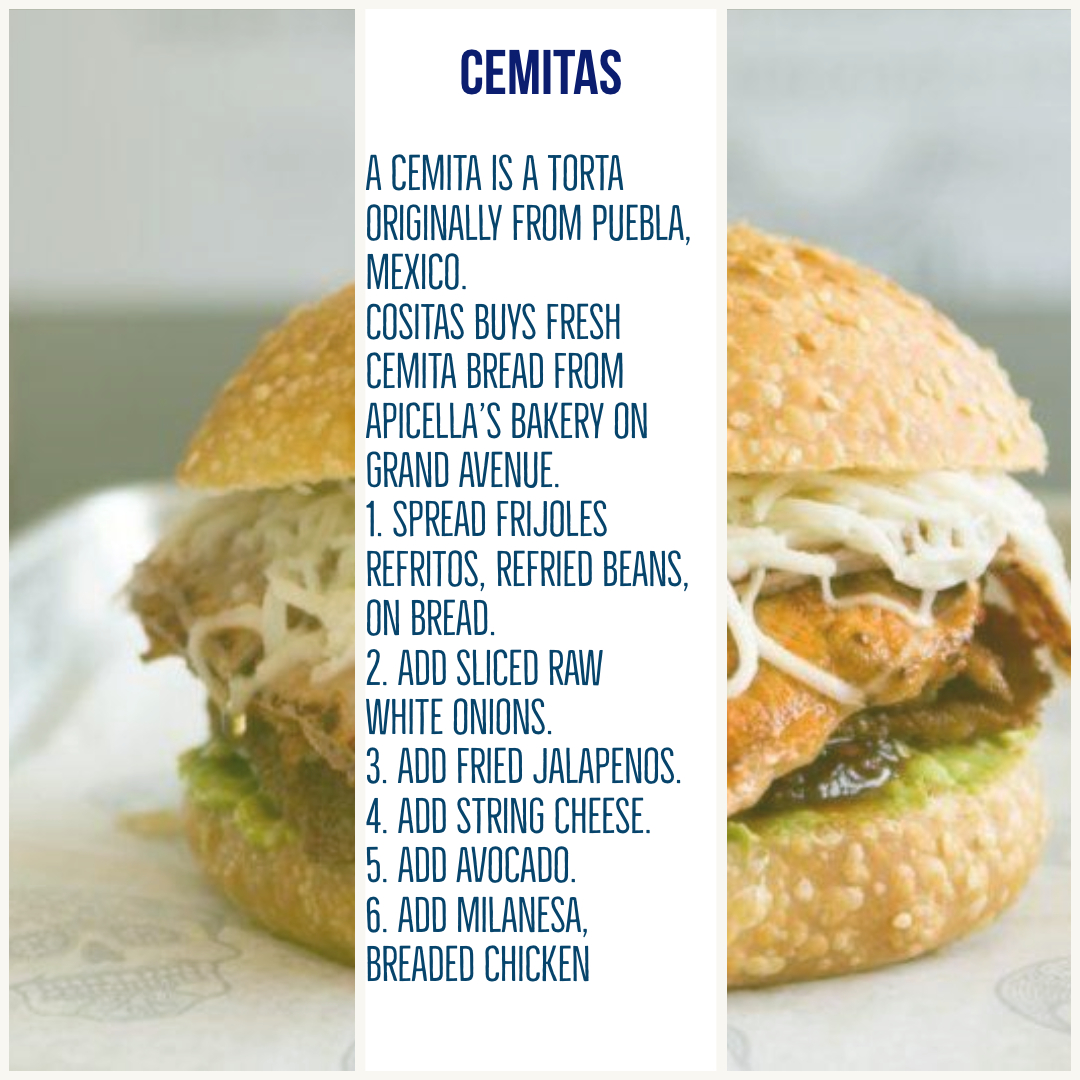 CEMITAS
A CEMITA IS A TORTA
ORIGINALLY FROM PUEBLA,
MEXICO.
COSITAS BUYS FRESH
CEMITA BREAD FROM
APICELLA'S BAKERY ON
GRAND AVENUE.
1. SPREAD FRIJOLES
REFRITOS, REFRIED BEANS,
ON BREAD.
2. ADD SLICED RAW
WHITE ONIONS.
3. ADD FRIED JALAPENOS.
4. ADD STRING CHEESE.
5. ADD AVOCADO.
6. ADD MILANESA,
BREADED CHICKEN